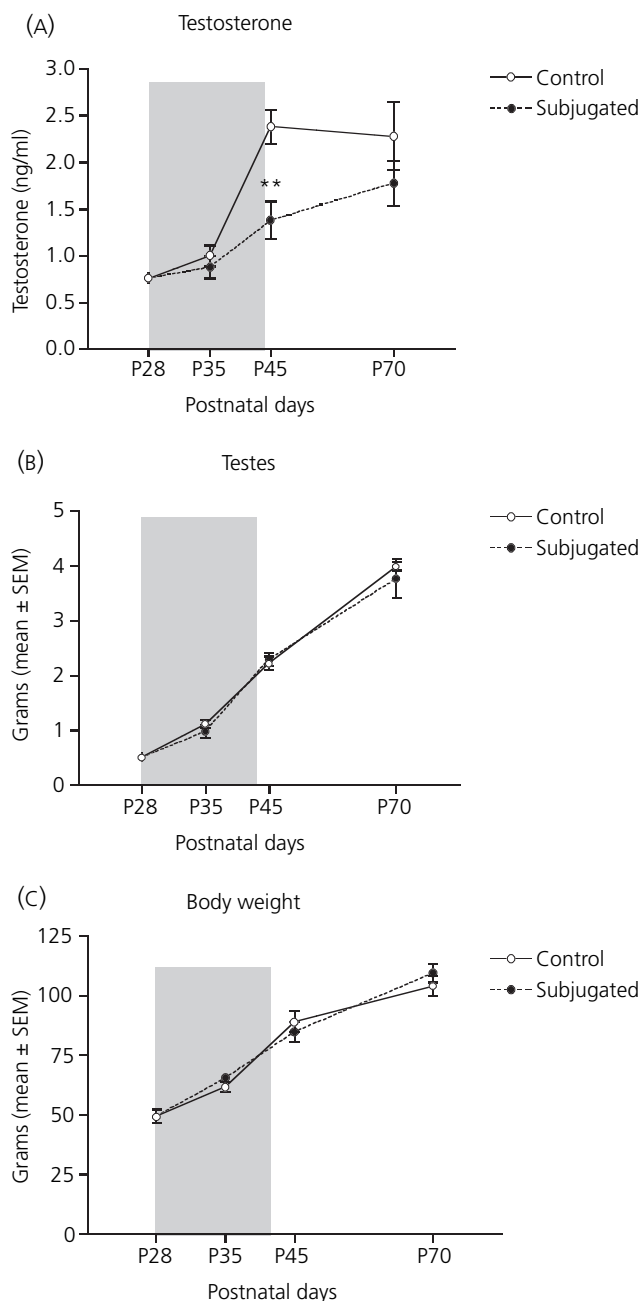 (A)
Testosterone
3.0
2.5
2.0
1.5
1.0
0.5
0.0
Testosterone (ng/ml)
**
Control
Subjugated
P28 P35 P45 P70
Postnatal days
(B)
Testes
5
4
3
2
1
0
Grams (mean ± SEM)
Control
Subjugated
P28 P35 P45 P70
Postnatal days
(C)
Body weight
125
100
75
50
25
0
Grams (mean ± SEM)
Control
Subjugated
P28 P35 P45 P70
Postnatal days